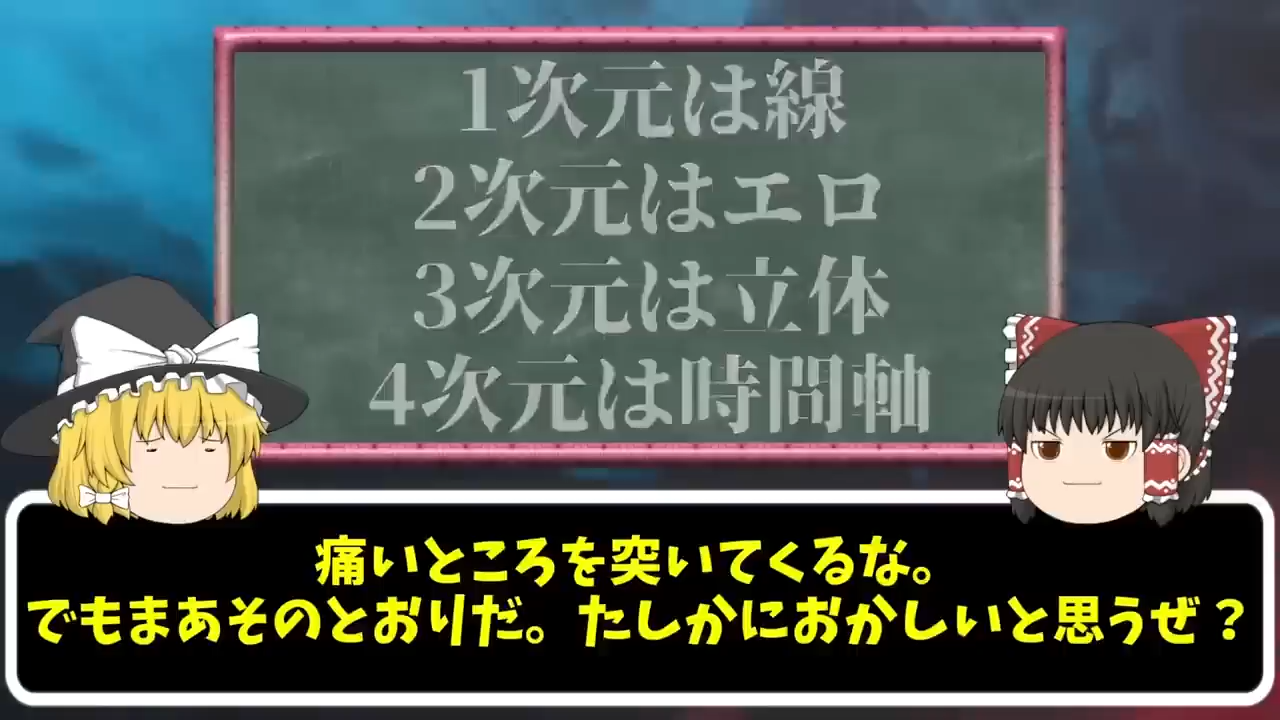 1次元は線
2次元はエロ
3次元は立体
4次元は時間軸
痛いところを突いてくるな。
でもまあそのとおりだ。たしかにおかしいと思うぜ？